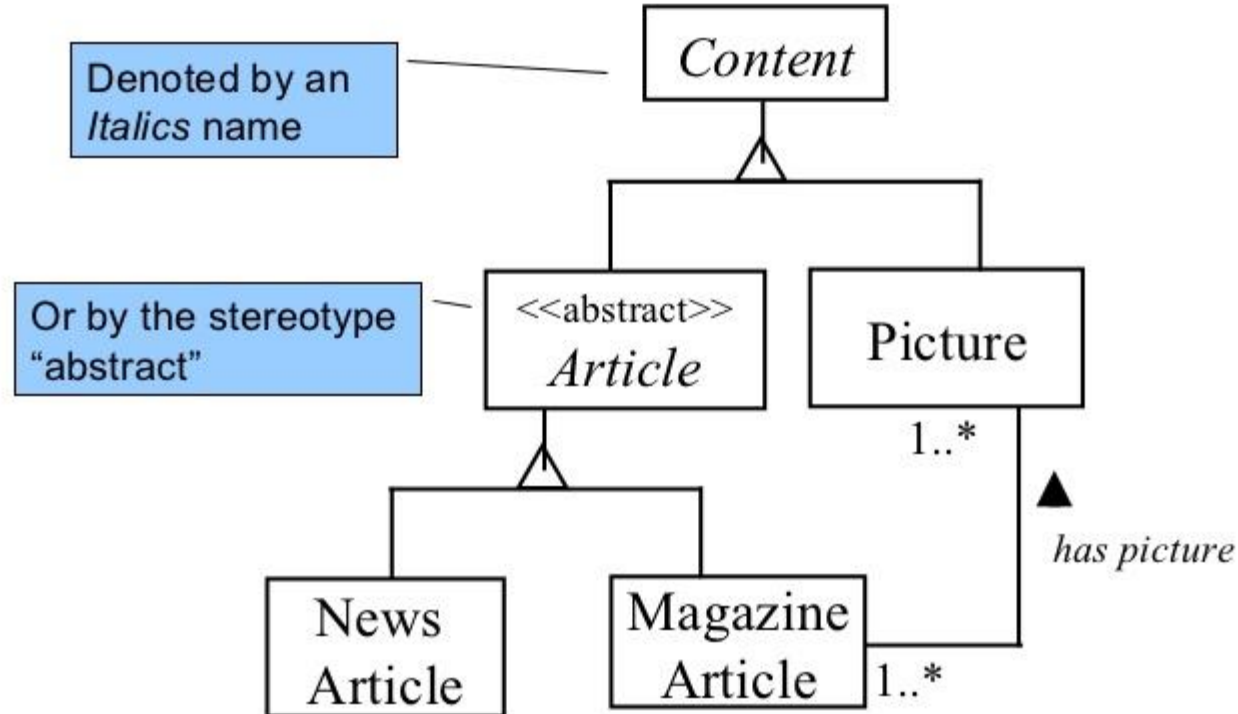 Content
Denoted by an
Italics name
Or by the stereotype
“abstract”
<<abstract>>
Article
Picture
1..*
has picture
News
Article
Magazine
Article
1..*